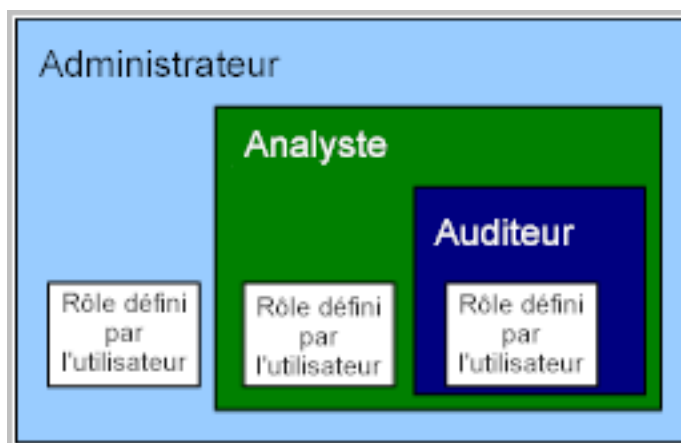 Administrateur
Analyste
Auditeur
Rôle défini
par
l'utilisateur
Rôle défini
par
l'utilisateur
Rôle défini
par
l'utilisateur